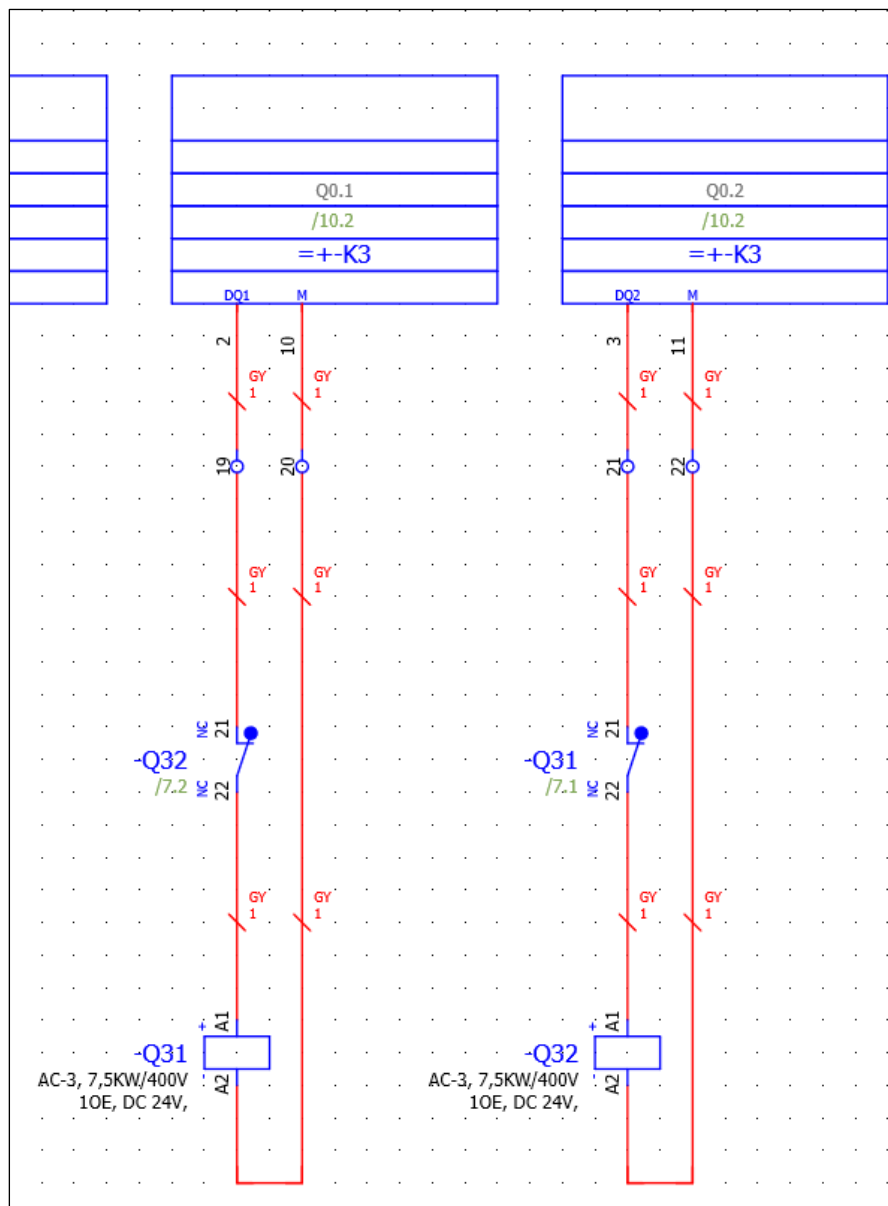 Q0.1
/10.2
=+-K3
DQ1 M
2 10
GY 1
GY 1
19 20
GY 1
GY 1
-Q32
/7.2
NC 21
NC 22
GY 1
GY 1
-Q31
AC-3, 7,5KW/400V
1OE, DC 24V,
+ A1
- A2
Q0.2
/10.2
=+-K3
DQ2 M
3 11
GY 1
GY 1
21 22
GY 1
GY 1
-Q31
/7.1
NC 21
NC 22
GY 1
GY 1
-Q32
AC-3, 7,5KW/400V
1OE, DC 24V,
+ A1
- A2